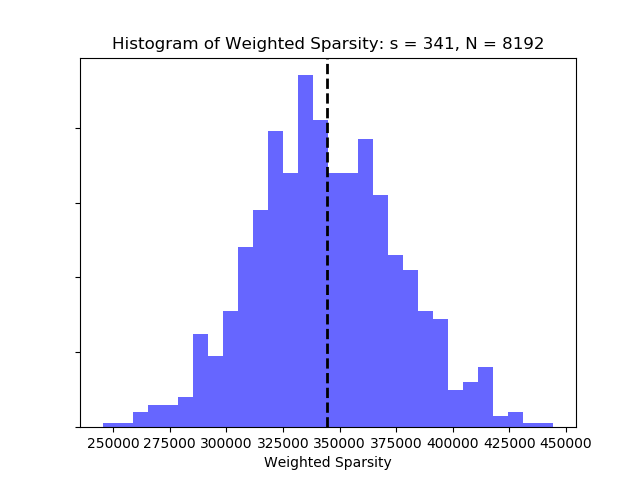 Histogram of Weighted Sparsity: s = 341, N = 8192
250000 275000 300000 325000 350000 375000 400000 425000 450000
Weighted Sparsity